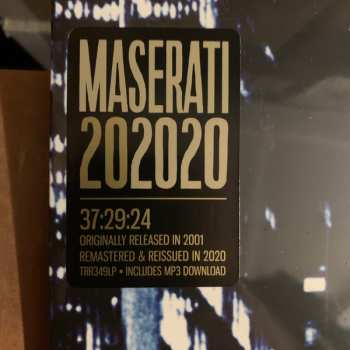 MASERATI
202020
37:29:24
ORIGINALLY RELEASED IN 2001
REMASTERED & REISSUED IN 2020
TRR349LP • INCLUDES MP3 DOWNLOAD